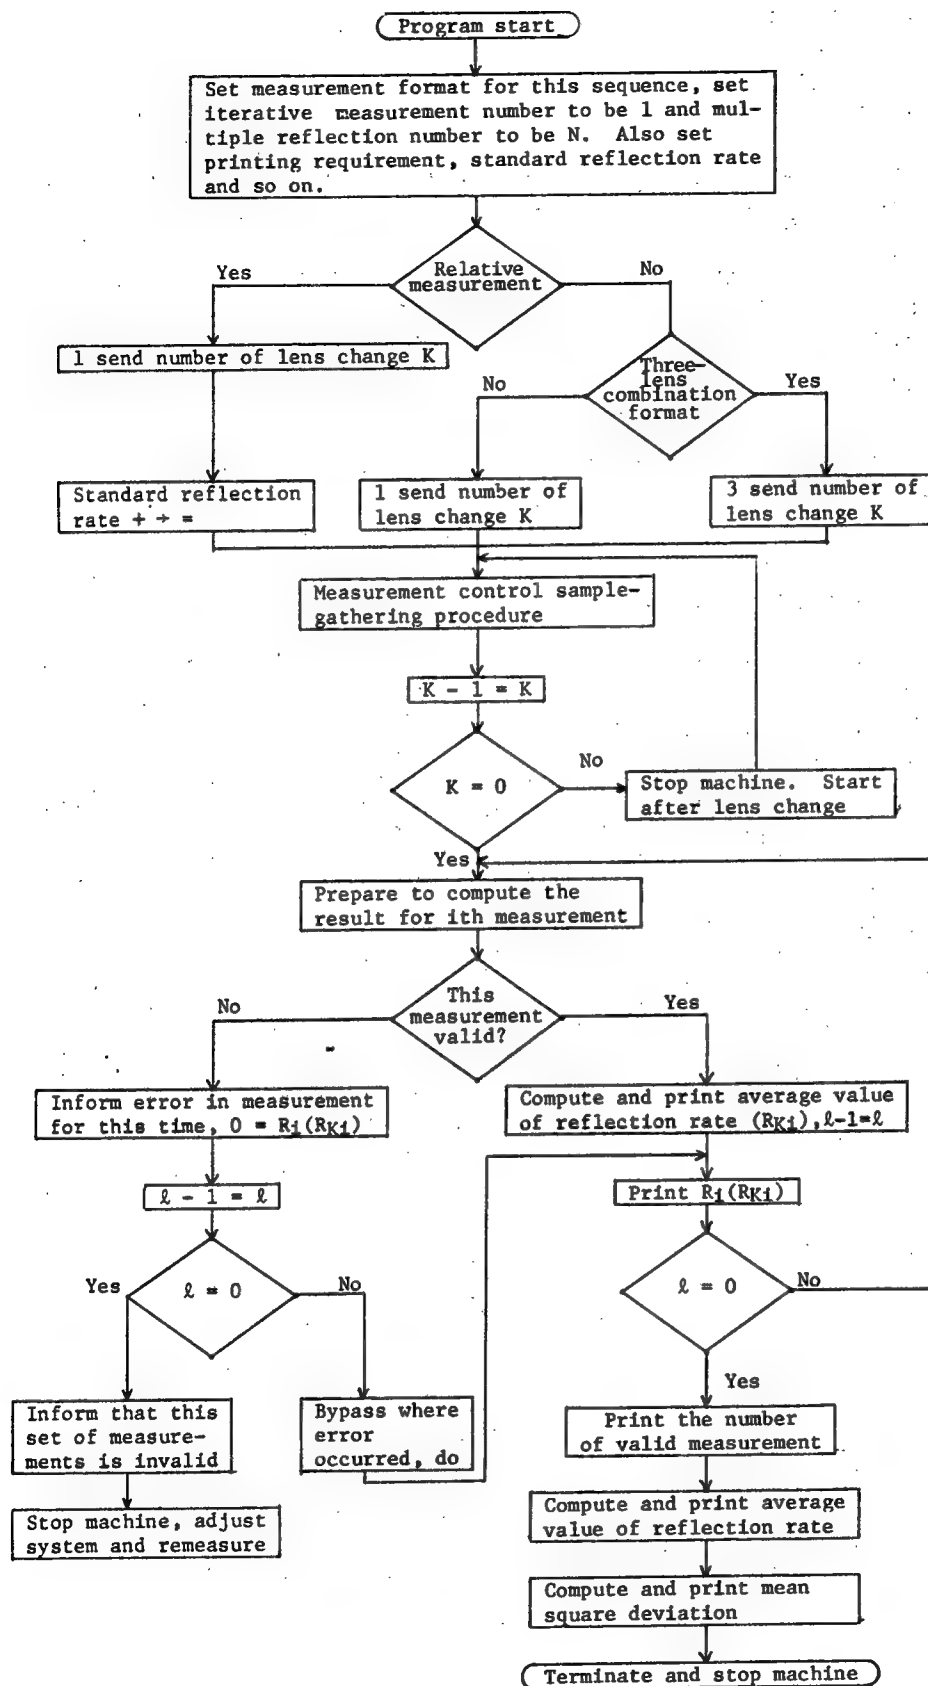 Program start
Set measurement format for this sequence, set
iterative measurement number to be 1 and mul-
tiple reflection number to be N. Also set
printing requirement, standard reflection rate
and so on.
Relative
measurement
Yes
No
1 send number of lens change K
Three-
lens
combination
format
No
Yes
Standard reflection
rate + ÷ =
1 send number of
lens change K
3 send number of
lens change K
Measurement control sample-
gathering procedure
K - 1 = K
K = 0
No
Stop machine. Start
after lens change
Yes
Prepare to compute the
result for ith measurement
This
measurement
valid?
No
Yes
Inform error in measurement
for this time, 0 = Ri(RKi)
Compute and print average value
of reflection rate (RKi), ℓ-1=ℓ
ℓ - 1 = ℓ
Print Ri(RKi)
ℓ = 0
Yes
No
ℓ = 0
No
Yes
Inform that this
set of measure-
ments is invalid
Bypass where
error
occurred, do
Print the number
of valid measurement
Stop machine, adjust
system and remeasure
Compute and print average
value of reflection rate
Compute and print mean
square deviation
Terminate and stop machine